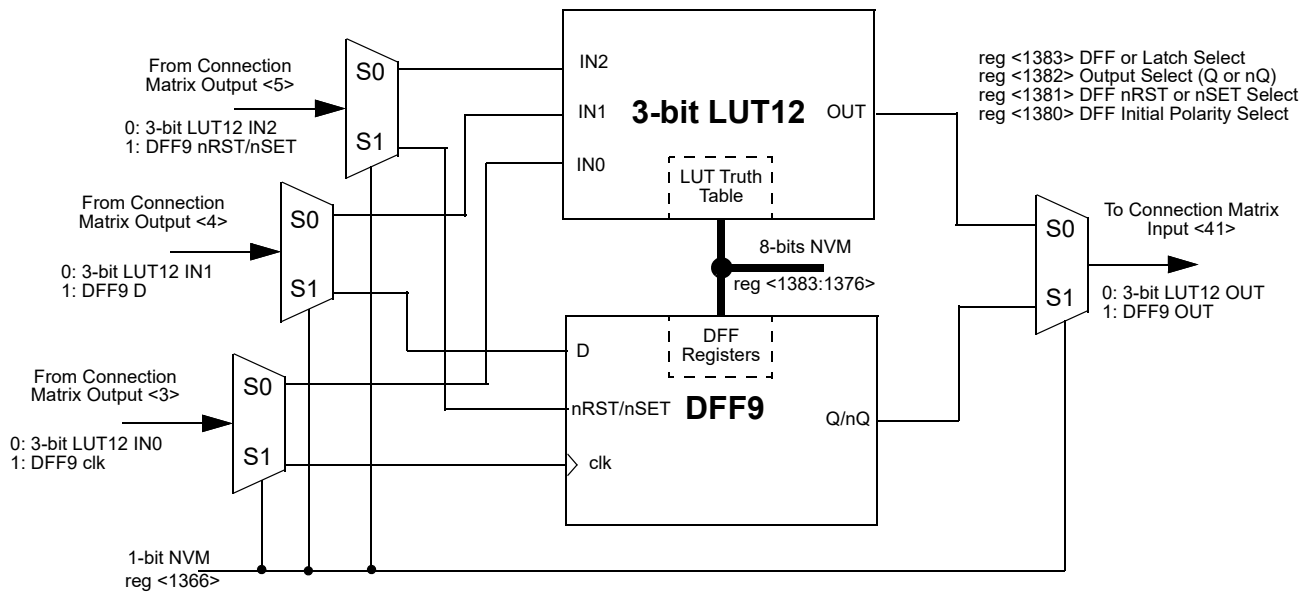 From Connection
Matrix Output <5>
0: 3-bit LUT12 IN2
1: DFF9 nRST/nSET
S0
S1
From Connection
Matrix Output <4>
0: 3-bit LUT12 IN1
1: DFF9 D
S0
S1
From Connection
Matrix Output <3>
0: 3-bit LUT12 IN0
1: DFF9 clk
S0
S1
1-bit NVM
reg <1366>
IN2
IN1
IN0
3-bit LUT12
OUT
LUT Truth
Table
8-bits NVM
reg <1383:1376>
DFF
Registers
D
nRST/nSET
clk
DFF9
Q/nQ
reg <1383> DFF or Latch Select
reg <1382> Output Select (Q or nQ)
reg <1381> DFF nRST or nSET Select
reg <1380> DFF Initial Polarity Select
S0
S1
To Connection Matrix
Input <41>
0: 3-bit LUT12 OUT
1: DFF9 OUT